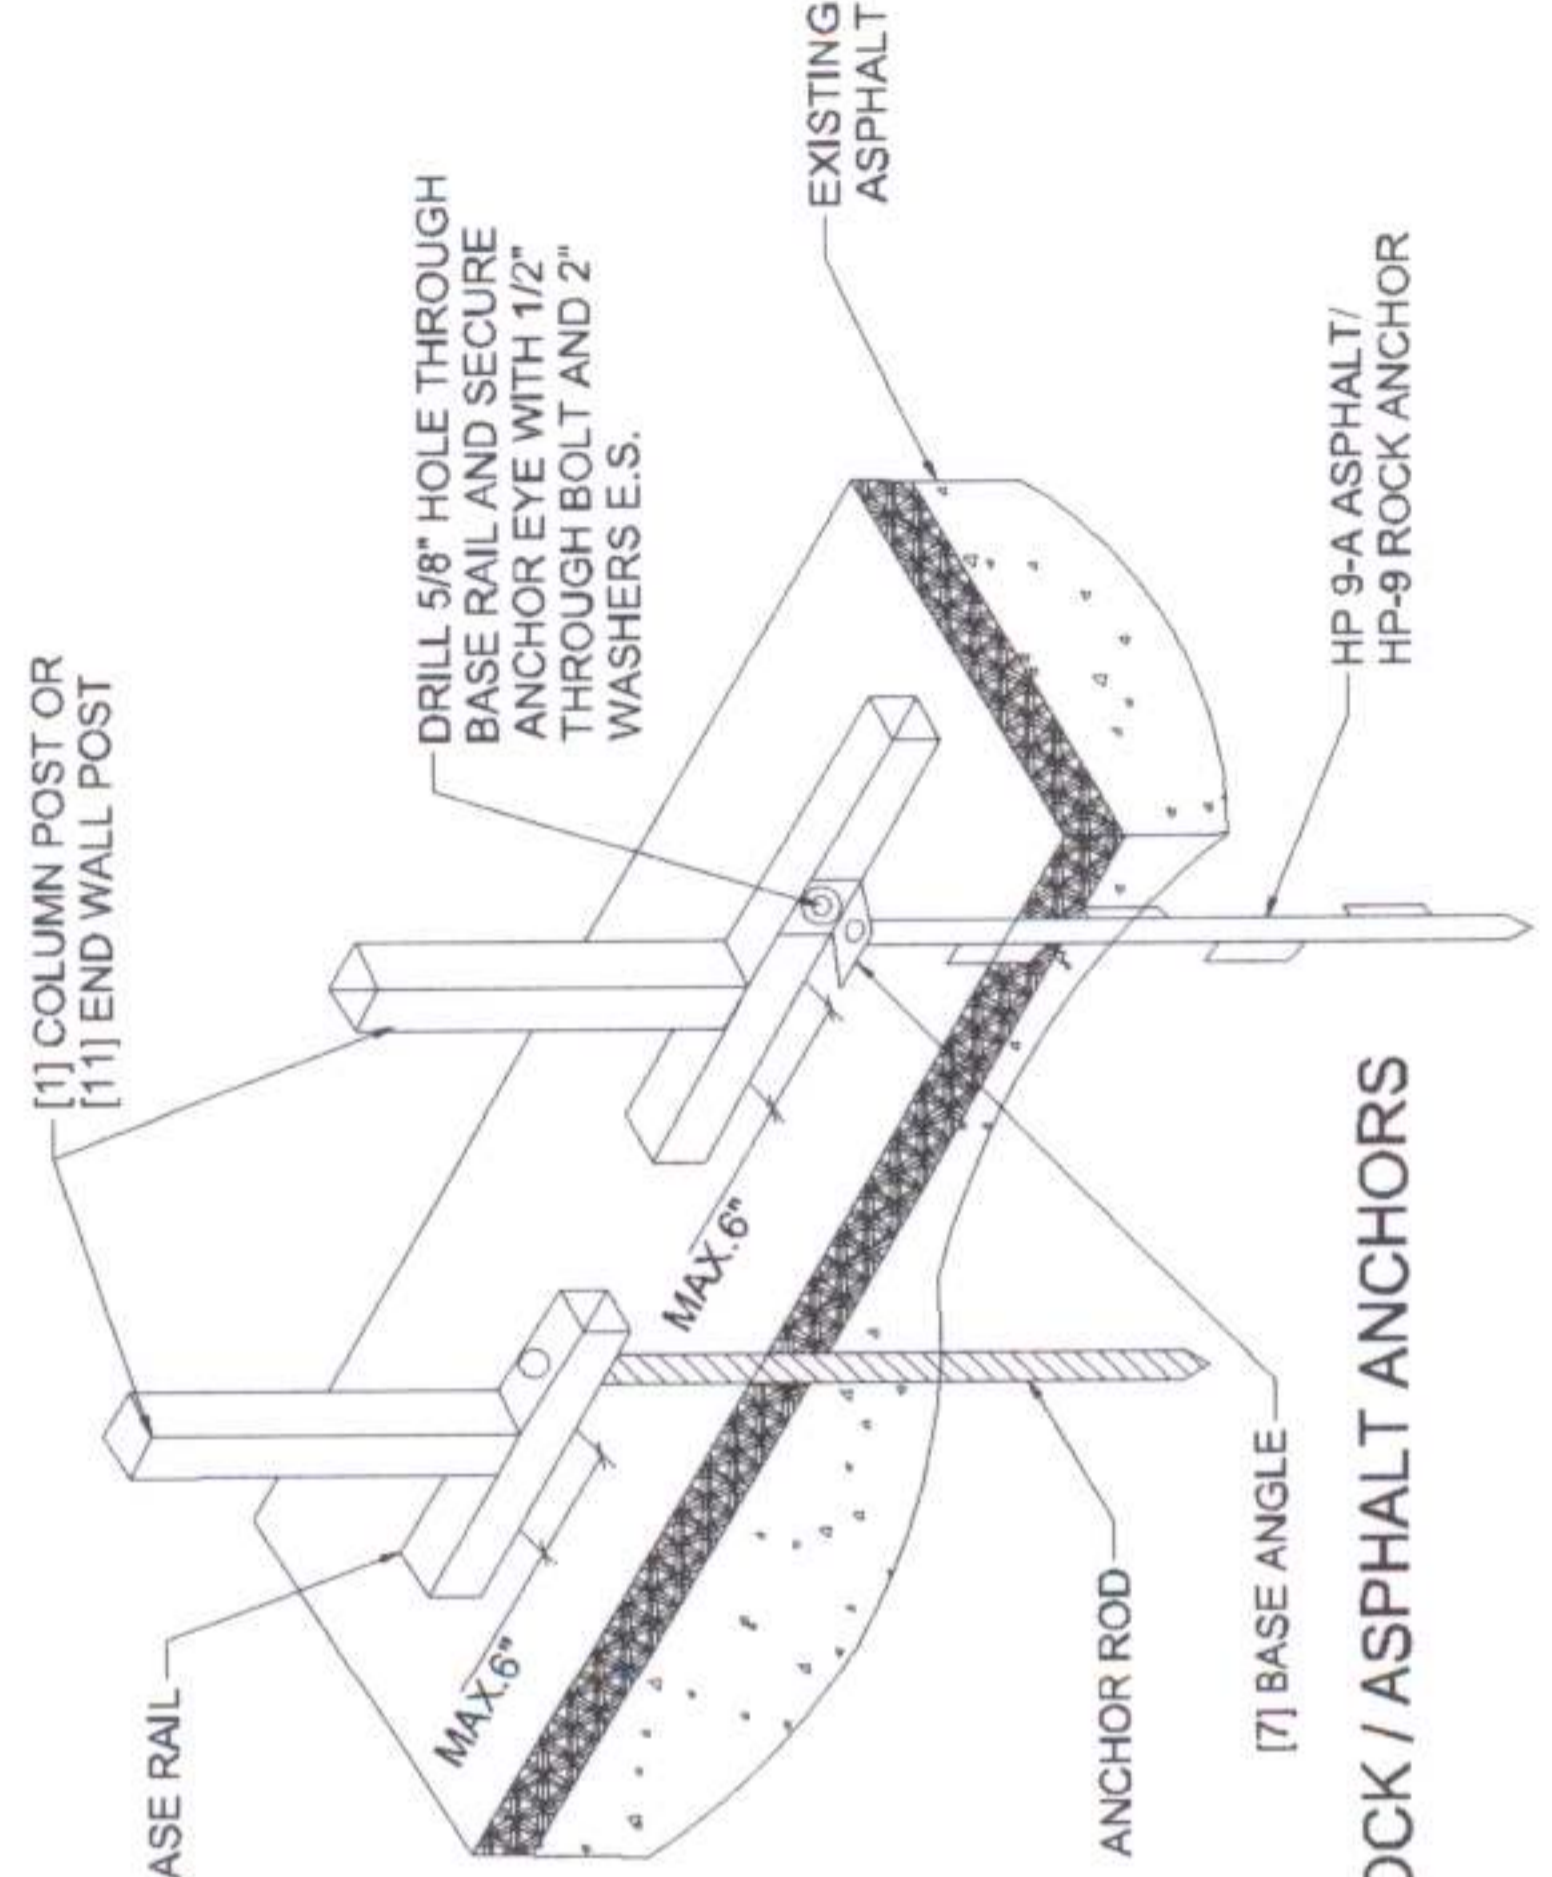 [1] COLUMN POST OR
[11] END WALL POST
DRILL 5/8" HOLE THROUGH
BASE RAIL AND SECURE
ANCHOR EYE WITH 1/2"
THROUGH BOLT AND 2"
WASHERS E.S.
EXISTING
ASPHALT
ASE RAIL
MAX.6"
MAX.6"
HP 9-A ASPHALT/
HP-9 ROCK ANCHOR
ANCHOR ROD
[7] BASE ANGLE
OCK / ASPHALT ANCHORS